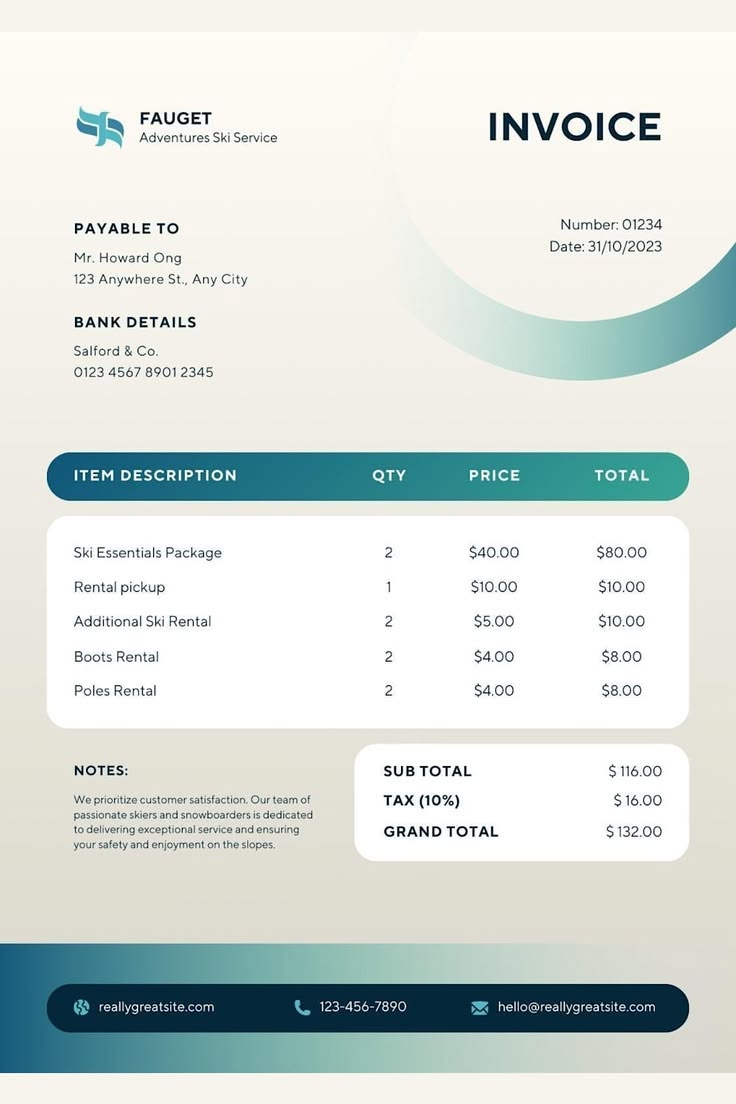 FAUGET
Adventures Ski Service
INVOICE
Number: 01234
Date: 31/10/2023
PAYABLE TO
Mr. Howard Ong
123 Anywhere St., Any City
BANK DETAILS
Salford & Co.
0123 4567 8901 2345
ITEM DESCRIPTION QTY PRICE TOTAL
Ski Essentials Package 2 $40.00 $80.00
Rental pickup 1 $10.00 $10.00
Additional Ski Rental 2 $5.00 $10.00
Boots Rental 2 $4.00 $8.00
Poles Rental 2 $4.00 $8.00
NOTES:
We prioritize customer satisfaction. Our team of
passionate skiers and snowboarders is dedicated
to delivering exceptional service and ensuring
your safety and enjoyment on the slopes.
SUB TOTAL $ 116.00
TAX (10%) $ 16.00
GRAND TOTAL $ 132.00
reallygreatsite.com 123-456-7890 hello@reallygreatsite.com